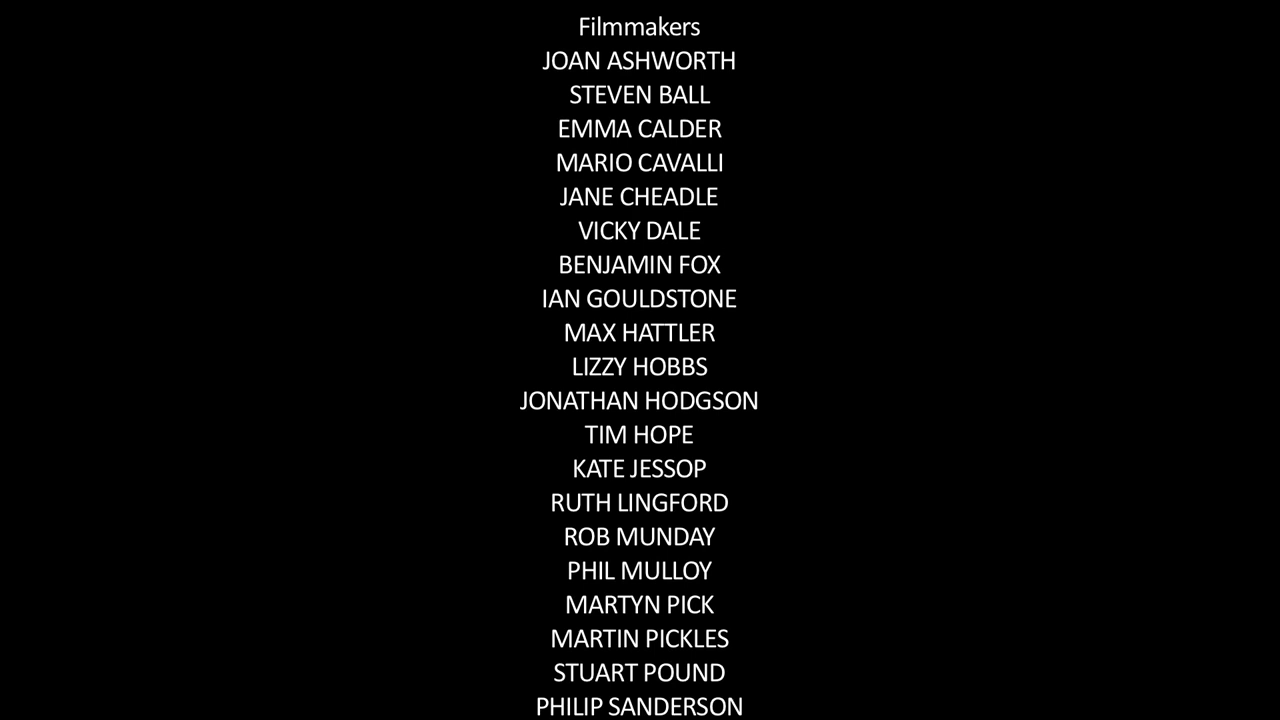 Filmmakers
JOAN ASHWORTH
STEVEN BALL
EMMA CALDER
MARIO CAVALLI
JANE CHEADLE
VICKY DALE
BENJAMIN FOX
IAN GOULDSTONE
MAX HATTLER
LIZZY HOBBS
JONATHAN HODGSON
TIM HOPE
KATE JESSOP
RUTH LINGFORD
ROB MUNDAY
PHIL MULLOY
MARTYN PICK
MARTIN PICKLES
STUART POUND
PHILIP SANDERSON